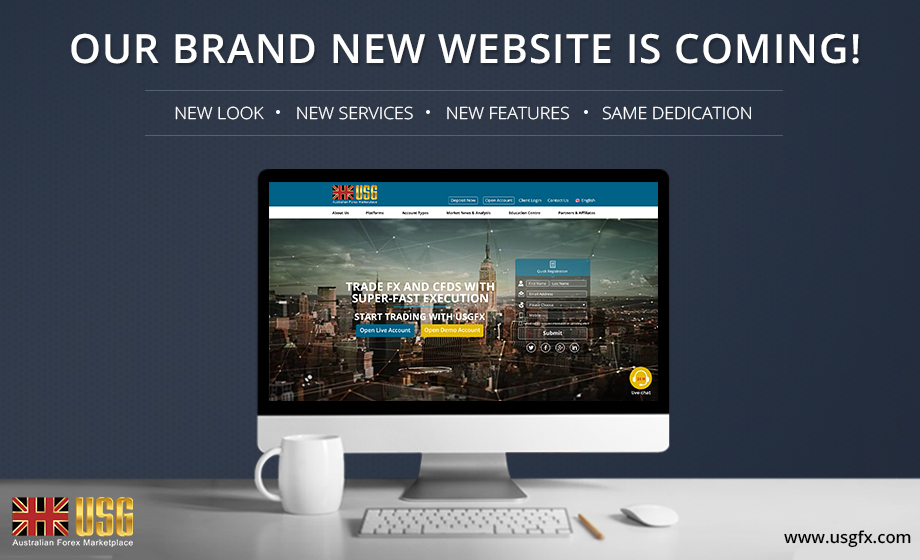 OUR BRAND NEW WEBSITE IS COMING!
NEW LOOK • NEW SERVICES • NEW FEATURES • SAME DEDICATION
USG
Australian Forex Marketplace
Deposit Now Open Account Client Login Contact Us English
About Us Platforms Account Types Market News & Analysis Education Centre Partners & Affiliates
Quick Registration
First Name Last Name
Email Address
Please Choose
Mobile
Submit
TRADE FX AND CFDS WITH
SUPER-FAST EXECUTION
START TRADING WITH USGFX
Open Live Account Open Demo Account
Live chat
USG
Australian Forex Marketplace
www.usgfx.com